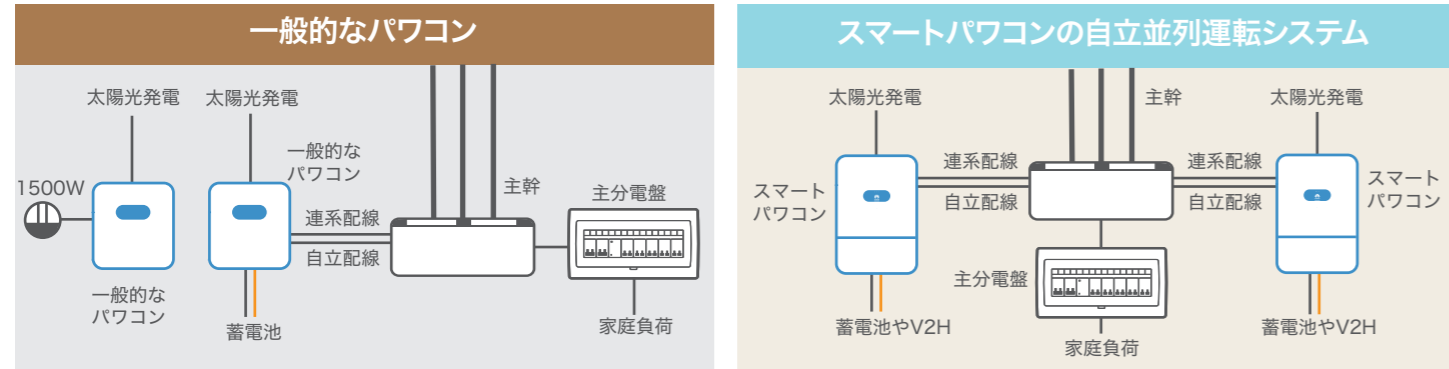 一般的なパワコン
太陽光発電
太陽光発電
一般的な
パワコン
1500W
主幹
主分電盤
連系配線
自立配線
一般的な
パワコン
蓄電池
家庭負荷
スマートパワコンの自立並列運転システム
太陽光発電
主幹
太陽光発電
連系配線
連系配線
スマート
パワコン
自立配線
自立配線
スマート
パワコン
主分電盤
蓄電池やV2H
家庭負荷
蓄電池やV2H